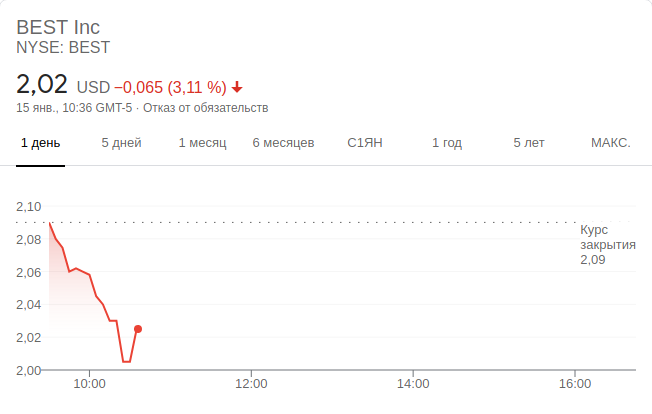 BEST Inc
NYSE: BEST
2,02 USD −0,065 (3,11 %)
15 янв., 10:36 GMT-5 · Отказ от обязательств
1 день 5 дней 1 месяц 6 месяцев С1ЯН 1 год 5 лет МАКС.
2,10
Курс
закрытия
2,09
2,08
2,06
2,04
2,02
2,00
10:00 12:00 14:00 16:00